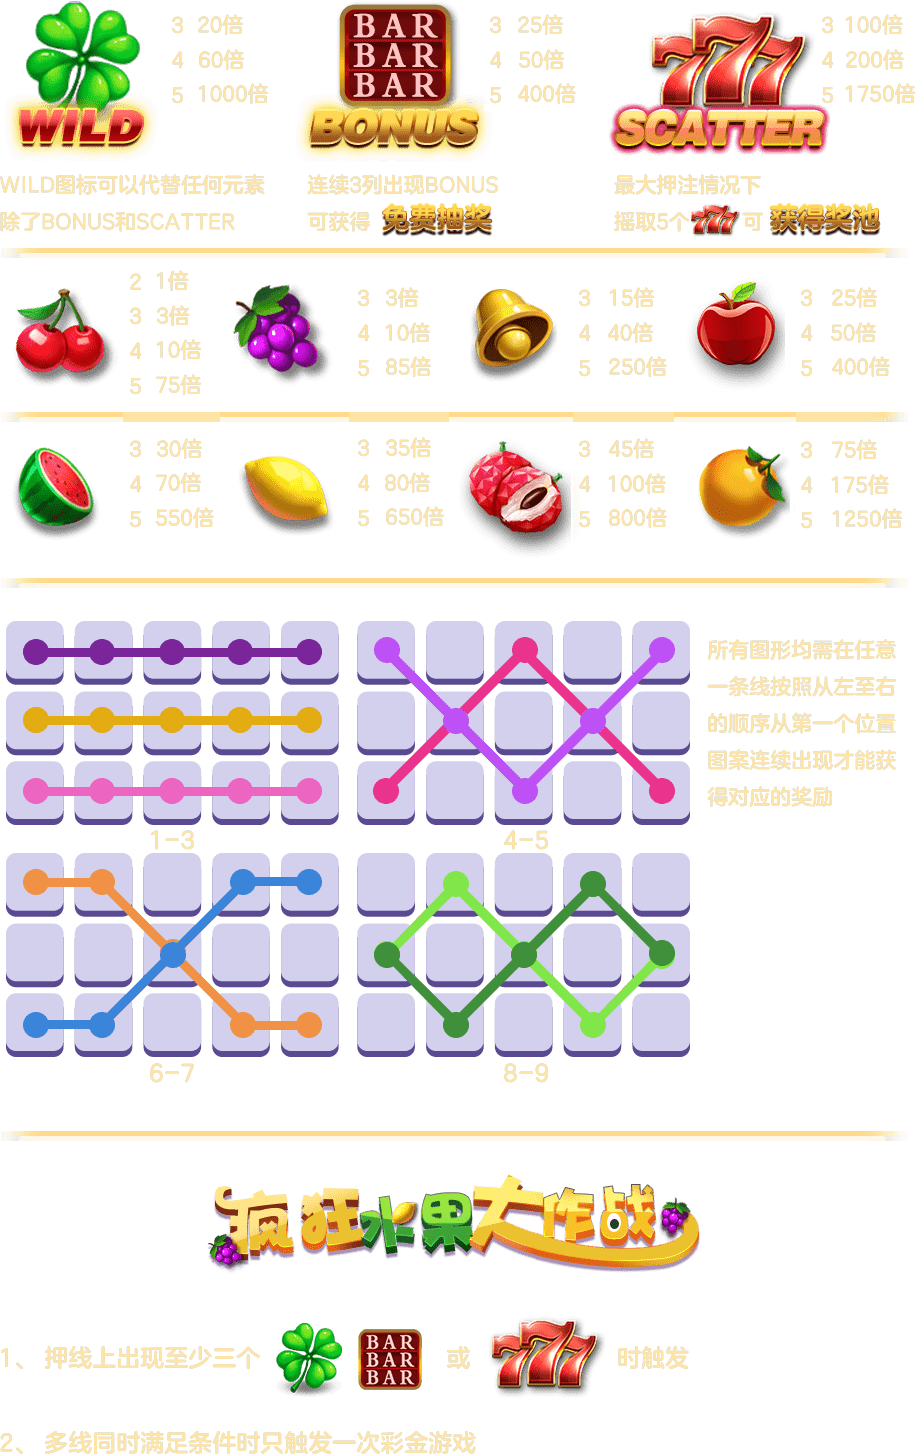 3 20倍
4 60倍
5 1000倍
WILD
WILD图标可以代替任何元素
除了BONUS和SCATTER
BAR
BAR
BAR
3 25倍
4 50倍
5 400倍
BONUS
连续3列出现BONUS
可获得 免费抽奖
777
3 100倍
4 200倍
5 1750倍
SCATTER
最大押注情况下
摇取5个777可 获得奖池
2 1倍
3 3倍
4 10倍
5 75倍
3 3倍
4 10倍
5 85倍
3 15倍
4 40倍
5 250倍
3 25倍
4 50倍
5 400倍
3 30倍
4 70倍
5 550倍
3 35倍
4 80倍
5 650倍
3 45倍
4 100倍
5 800倍
3 75倍
4 175倍
5 1250倍
1-3
4-5
所有图形均需在任意
一条线按照从左至右
的顺序从第一个位置
图案连续出现才能获
得对应的奖励
6-7
8-9
疯狂水果大作战
1、 押线上出现至少三个 BAR BAR BAR 或 777 时触发
2、 多线同时满足条件时只触发一次彩金游戏